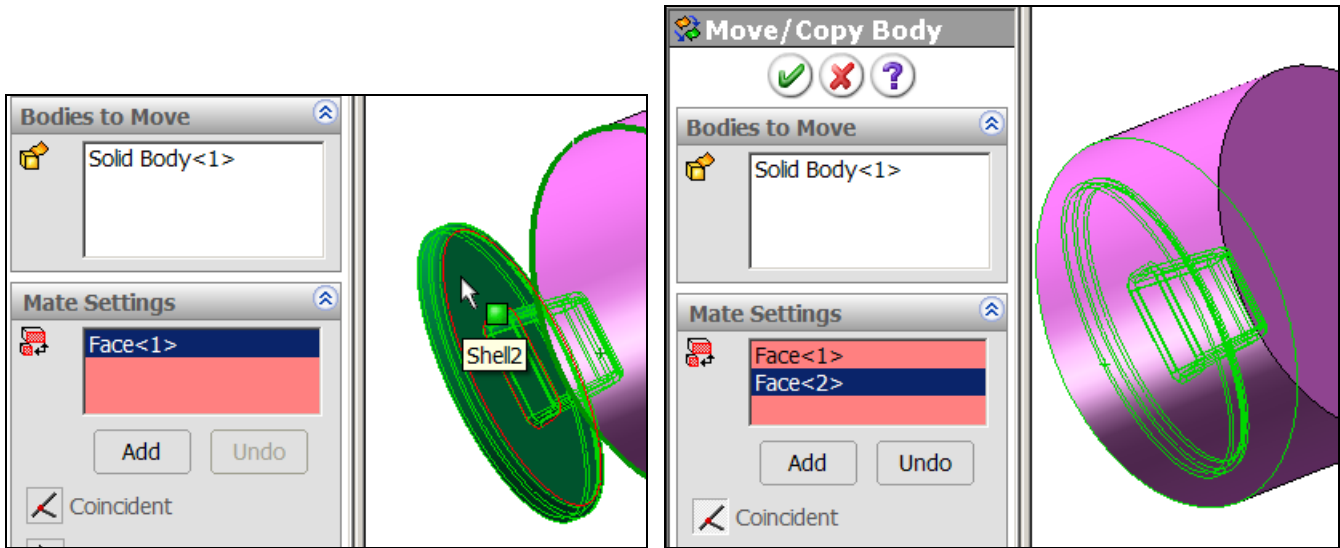 Bodies to Move
Solid Body<1>
Mate Settings
Face<1>
Add
Undo
Coincident
Shell2
Move/Copy Body
?
Bodies to Move
Solid Body<1>
Mate Settings
Face<1>
Face<2>
Add
Undo
Coincident